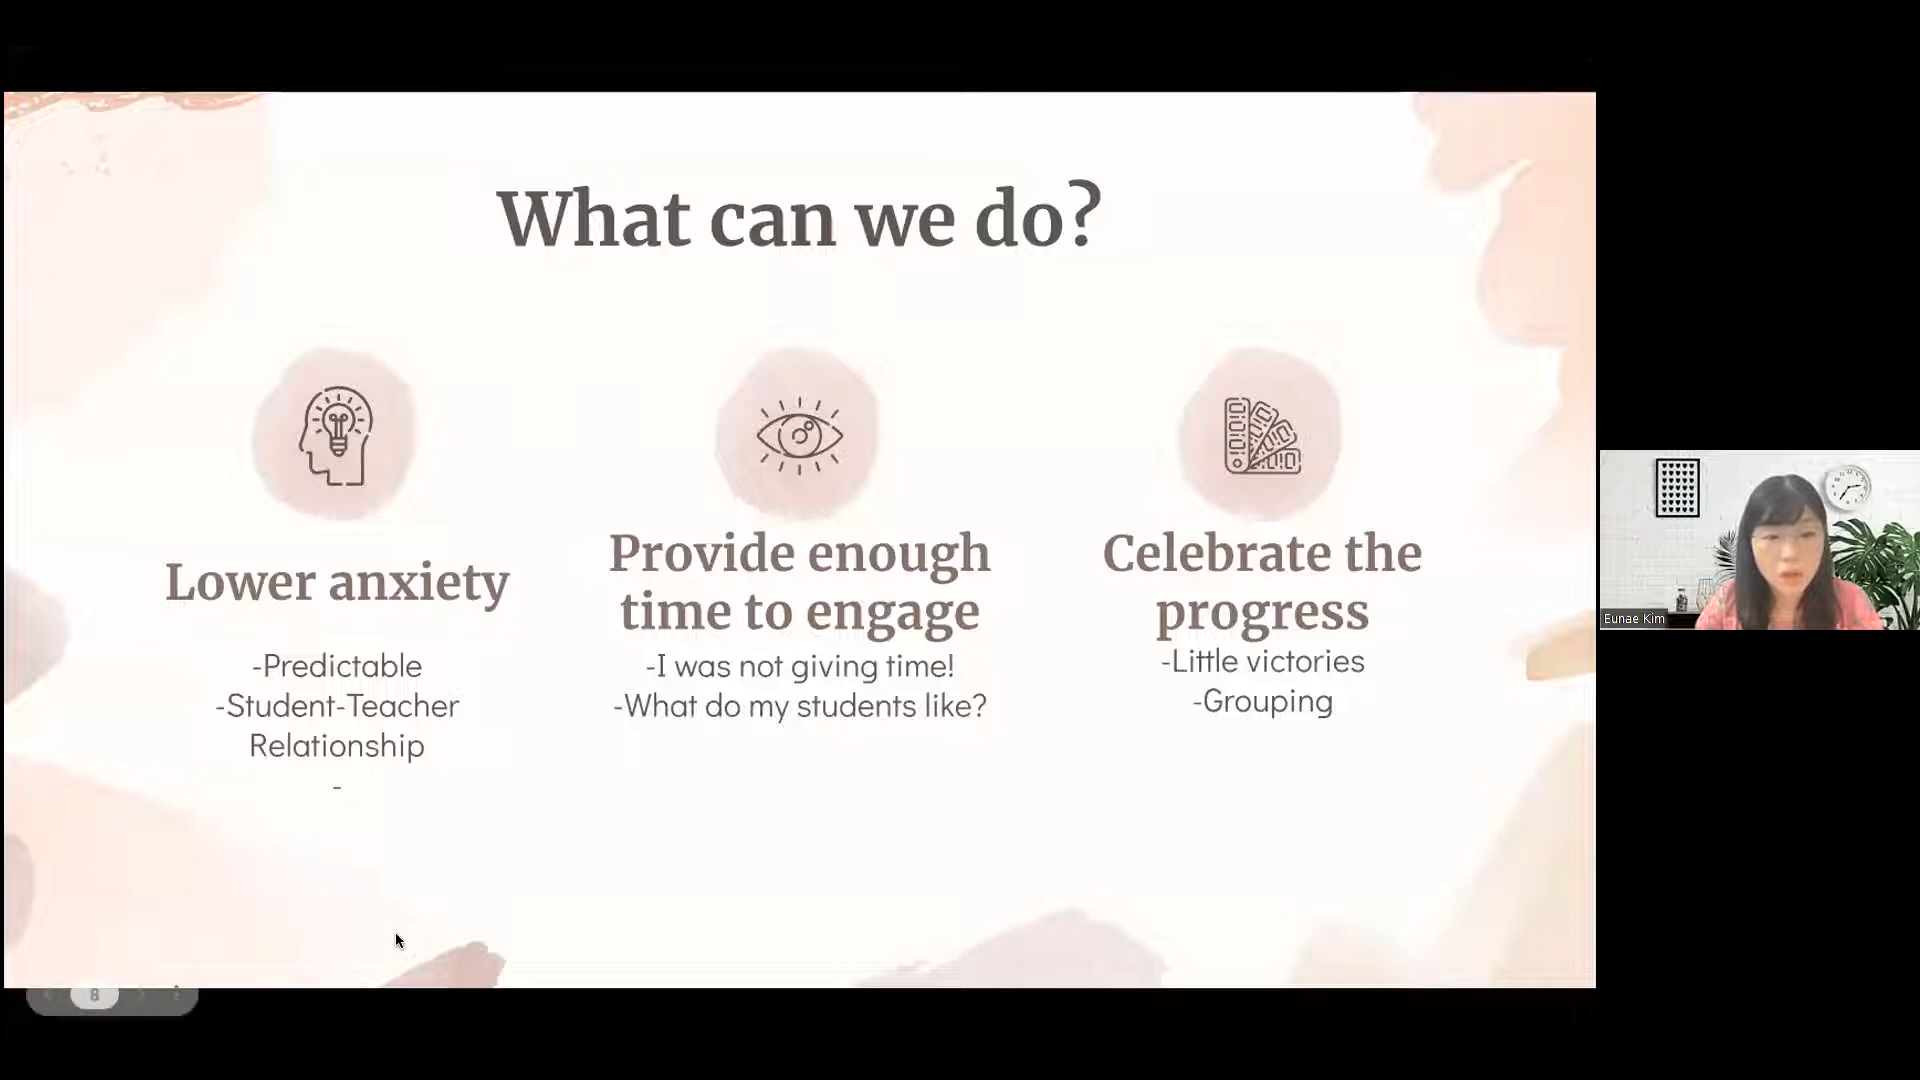 What can we do?
Lower anxiety
-Predictable
-Student-Teacher
Relationship
-
Provide enough
time to engage
-I was not giving time!
-What do my students like?
Celebrate the
progress
-Little victories
-Grouping
Eunae Kim
8